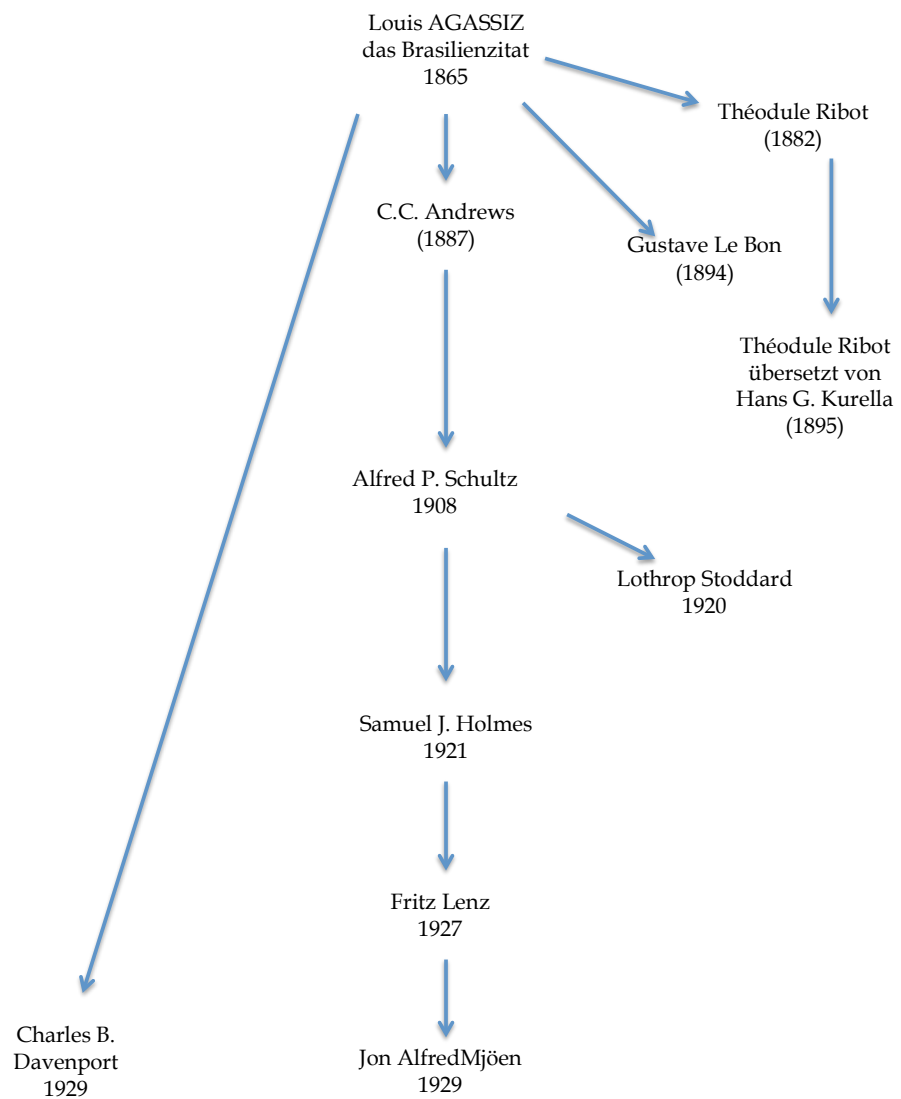 Louis AGASSIZ
das Brasilienzitat
1865
Théodule Ribot
(1882)
C.C. Andrews
(1887)
Gustave Le Bon
(1894)
Théodule Ribot
übersetzt von
Hans G. Kurella
(1895)
Alfred P. Schultz
1908
Lothrop Stoddard
1920
Samuel J. Holmes
1921
Fritz Lenz
1927
Charles B.
Davenport
1929
Jon AlfredMjöen
1929